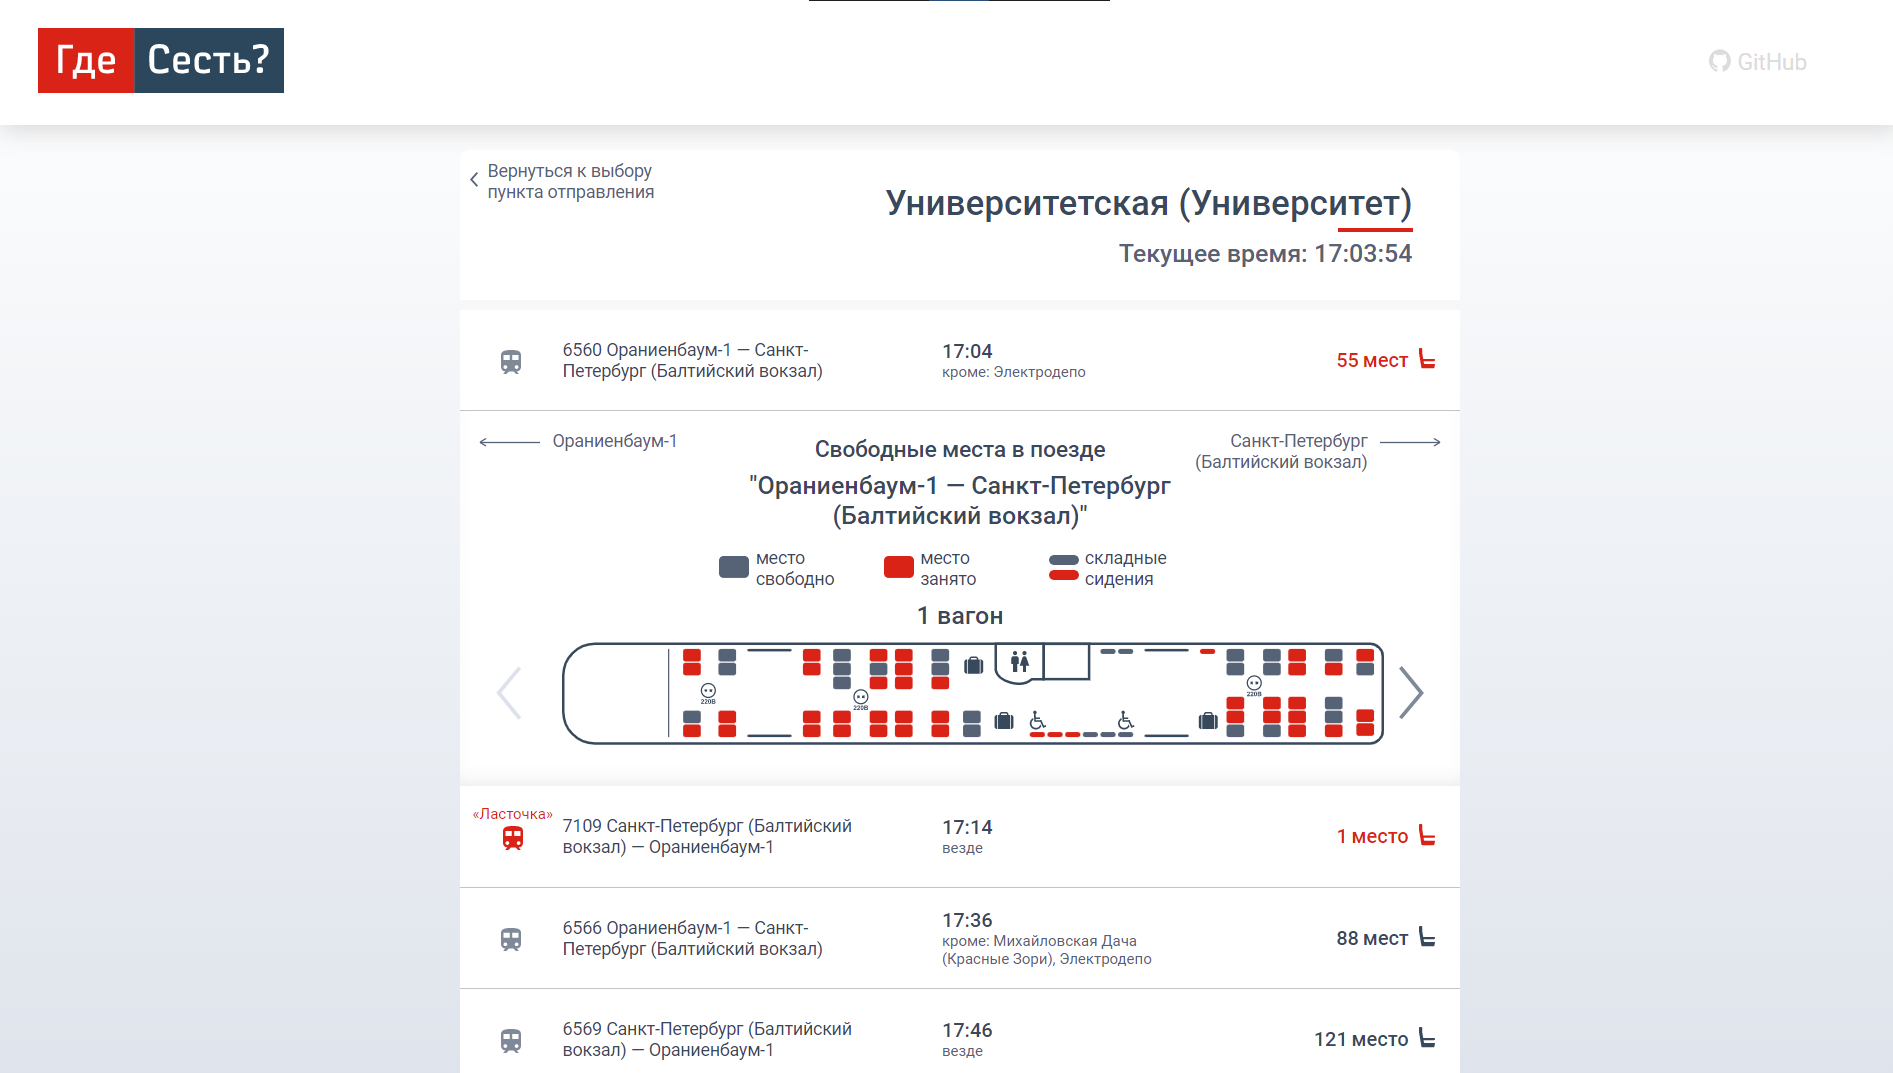 Где Сесть?
GitHub
Вернуться к выбору
пункта отправления
Университетская (Университет)
Текущее время: 17:03:54
6560 Ораниенбаум-1 — Санкт-
Петербург (Балтийский вокзал)
17:04
кроме: Электродепо
55 мест
Ораниенбаум-1
Санкт-Петербург
(Балтийский вокзал)
Свободные места в поезде
"Ораниенбаум-1 — Санкт-Петербург
(Балтийский вокзал)"
место
свободно
место
занято
складные
сидения
1 вагон
220В
220В
220В
«Ласточка»
7109 Санкт-Петербург (Балтийский
вокзал) — Ораниенбаум-1
17:14
везде
1 место
6566 Ораниенбаум-1 — Санкт-
Петербург (Балтийский вокзал)
17:36
кроме: Михайловская Дача
(Красные Зори), Электродепо
88 мест
6569 Санкт-Петербург (Балтийский
вокзал) — Ораниенбаум-1
17:46
везде
121 место